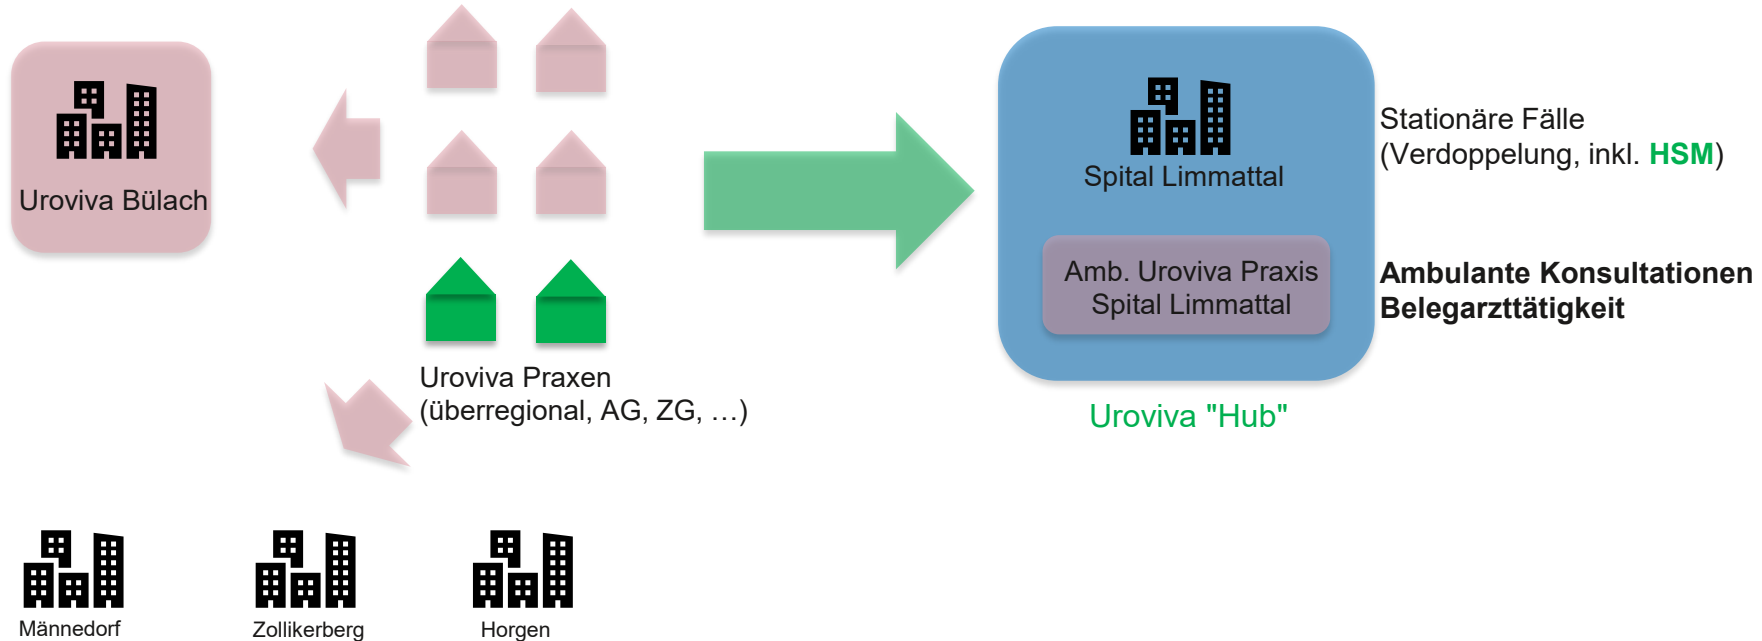 Uroviva Bülach
Uroviva Praxen
(überregional, AG, ZG, …)
Männedorf
Zollikerberg
Horgen
Spital Limmattal
Amb. Uroviva Praxis
Spital Limmattal
Uroviva "Hub"
Stationäre Fälle
(Verdoppelung, inkl. HSM)
Ambulante Konsultationen
Belegarzttätigkeit